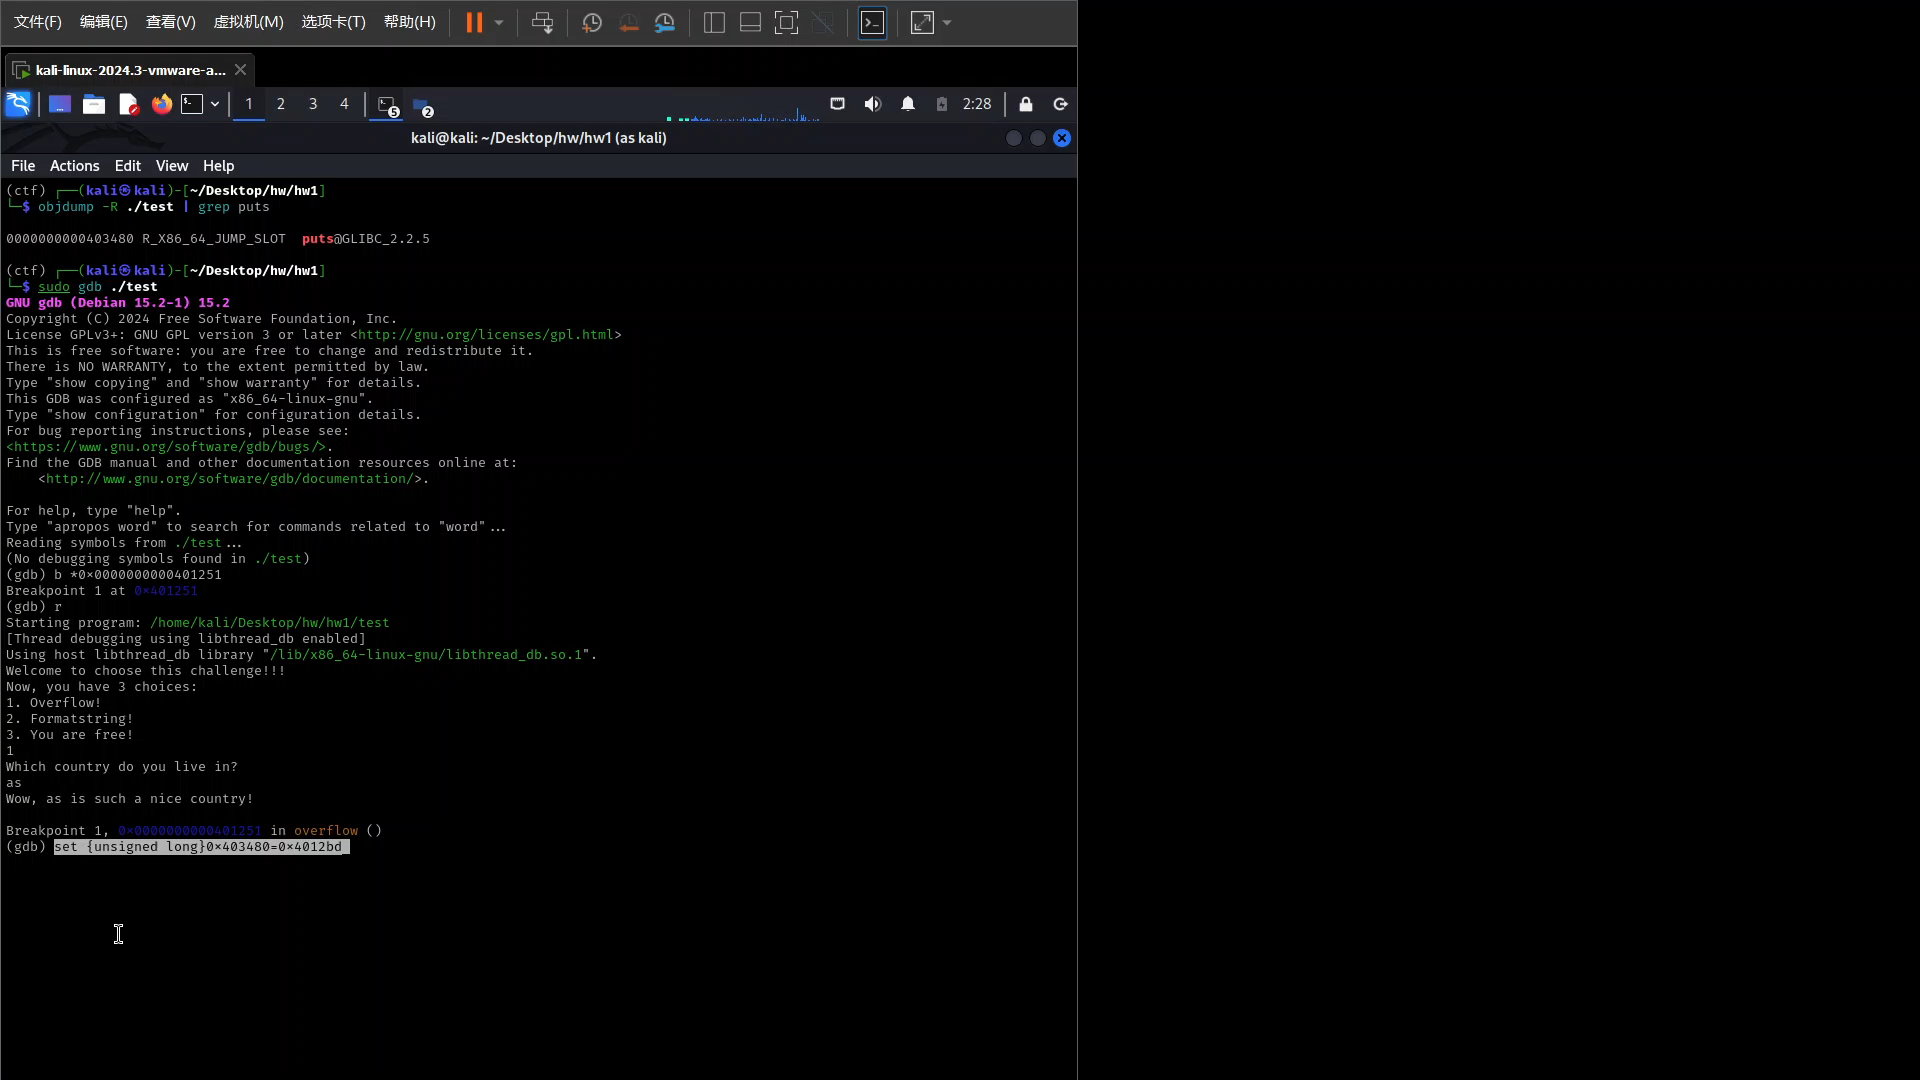 文件(F) 编辑(E) 查看(V) 虚拟机(M) 选项卡(T) 帮助(H)
kali-linux-2024.3-vmware-a...
1 2 3 4 5 2 2:28
kali@kali: ~/Desktop/hw/hw1 (as kali)
File Actions Edit View Help
(ctf) ┌──(kali㉿kali)-[~/Desktop/hw/hw1]
└─$ objdump -R ./test | grep puts
0000000000403480 R_X86_64_JUMP_SLOT  puts@GLIBC_2.2.5
(ctf) ┌──(kali㉿kali)-[~/Desktop/hw/hw1]
└─$ sudo gdb ./test
GNU gdb (Debian 15.2-1) 15.2
Copyright (C) 2024 Free Software Foundation, Inc.
License GPLv3+: GNU GPL version 3 or later <http://gnu.org/licenses/gpl.html>
This is free software: you are free to change and redistribute it.
There is NO WARRANTY, to the extent permitted by law.
Type "show copying" and "show warranty" for details.
This GDB was configured as "x86_64-linux-gnu".
Type "show configuration" for configuration details.
For bug reporting instructions, please see:
<https://www.gnu.org/software/gdb/bugs/>.
Find the GDB manual and other documentation resources online at:
    <http://www.gnu.org/software/gdb/documentation/>.
For help, type "help".
Type "apropos word" to search for commands related to "word"...
Reading symbols from ./test...
(No debugging symbols found in ./test)
(gdb) b *0x0000000000401251
Breakpoint 1 at 0x401251
(gdb) r
Starting program: /home/kali/Desktop/hw/hw1/test
[Thread debugging using libthread_db enabled]
Using host libthread_db library "/lib/x86_64-linux-gnu/libthread_db.so.1".
Welcome to choose this challenge!!!
Now, you have 3 choices:
1. Overflow!
2. Formatstring!
3. You are free!
1
Which country do you live in?
as
Wow, as is such a nice country!
Breakpoint 1, 0x0000000000401251 in overflow ()
(gdb) set {unsigned long}0x403480=0x4012bd